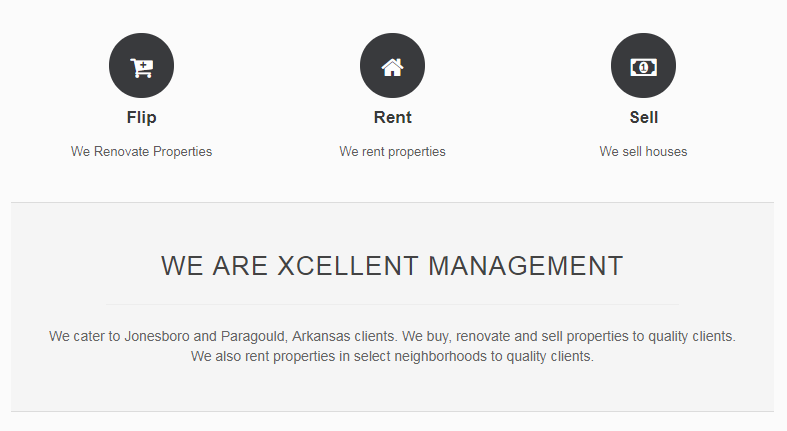 Flip
Rent
Sell
We Renovate Properties
We rent properties
We sell houses
WE ARE XCELLENT MANAGEMENT
We cater to Jonesboro and Paragould, Arkansas clients. We buy, renovate and sell properties to quality clients.
We also rent properties in select neighborhoods to quality clients.